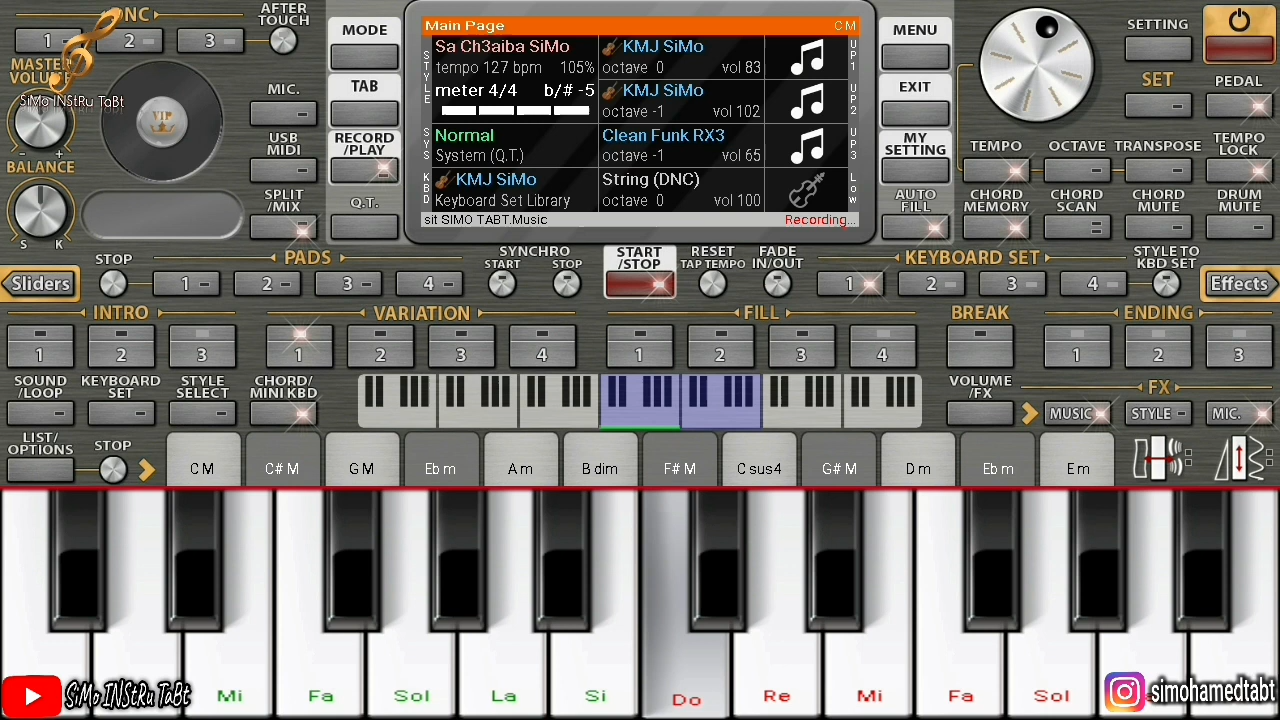 DNC
1
2
3
AFTER
TOUCH
MASTER
VOLUME
SiMo INStRu TaBt
VIP
BALANCE
S
K
MIC.
USB
MIDI
SPLIT
/MIX
MODE
TAB
RECORD
/PLAY
Q.T.
Main Page
C M
STYLE
Sa Ch3aiba SiMo
tempo 127 bpm 105%
meter 4/4 b/# -5
SYS
Normal
System (Q.T.)
KBD
KMJ SiMo
Keyboard Set Library
KMJ SiMo
octave 0 vol 83
UP1
KMJ SiMo
octave -1 vol 102
UP2
Clean Funk RX3
octave -1 vol 65
UP3
String (DNC)
octave 0 vol 100
Low
sit SIMO TABT.Music
Recording...
MENU
EXIT
MY
SETTING
AUTO
FILL
SETTING
SET
PEDAL
TEMPO
OCTAVE
TRANSPOSE
TEMPO
LOCK
CHORD
MEMORY
CHORD
SCAN
CHORD
MUTE
DRUM
MUTE
Sliders
STOP
PADS
1
2
3
4
SYNCHRO
START
STOP
START
/STOP
RESET
TAP TEMPO
FADE
IN/OUT
KEYBOARD SET
1
2
3
4
STYLE TO
KBD SET
Effects
INTRO
1
2
3
VARIATION
1
2
3
4
FILL
1
2
3
4
BREAK
ENDING
1
2
3
SOUND
/LOOP
KEYBOARD
SET
STYLE
SELECT
CHORD/
MINI KBD
VOLUME
/FX
FX
MUSIC
STYLE
MIC.
LIST/
OPTIONS
STOP
C M
C# M
G M
Eb m
A m
B dim
F# M
C sus4
G# M
D m
Eb m
E m
Mi
Fa
Sol
La
Si
Do
Re
Mi
Fa
Sol
SiMo INStRu TaBt
simohamedtabt